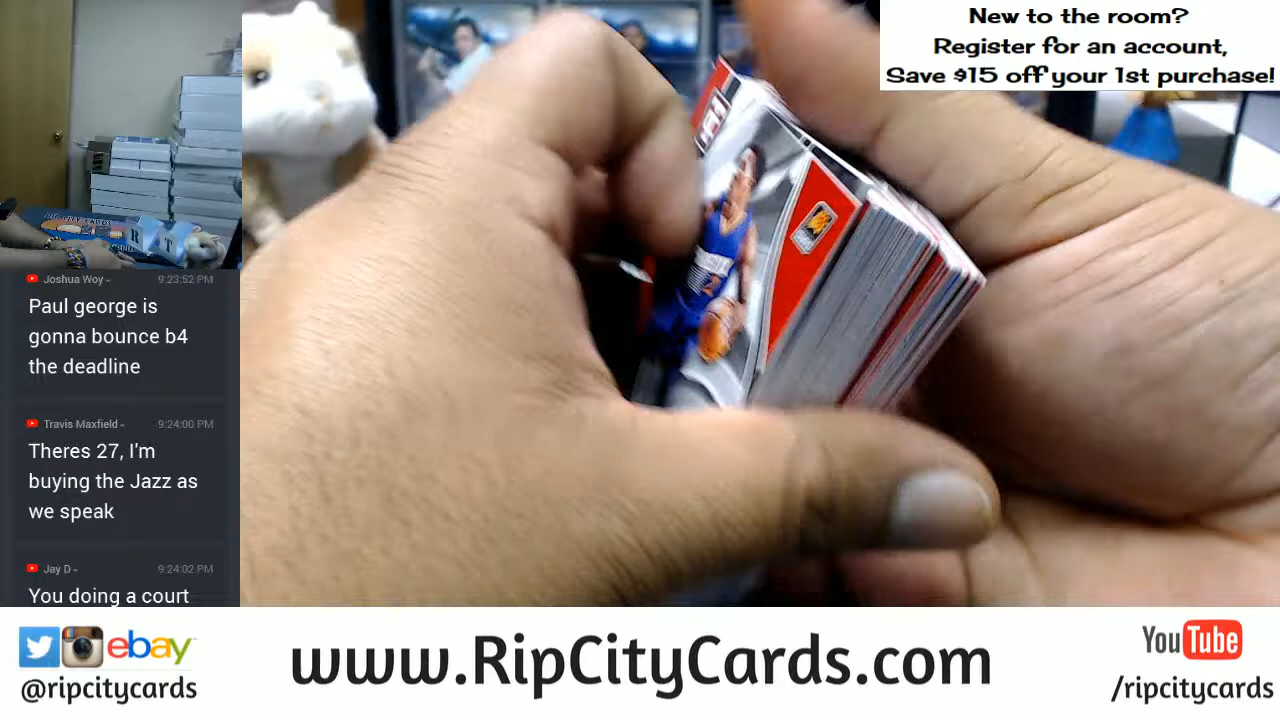 New to the room?
Register for an account,
Save $15 off your 1st purchase!
Joshua Woy 9:23:52 PM
Paul george is
gonna bounce b4
the deadline
Travis Maxfield 9:24:00 PM
Theres 27, I'm
buying the Jazz as
we speak
Jay D 9:24:02 PM
You doing a court
ebay
@ripcitycards
www.RipCityCards.com
YouTube
/ripcitycards